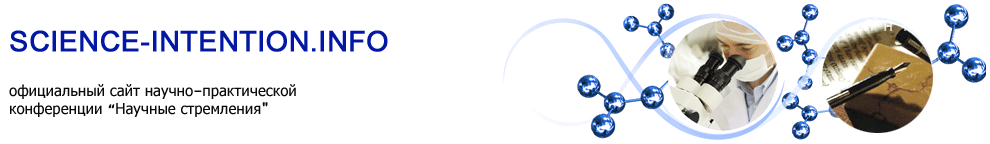 SCIENCE-INTENTION.INFO
официальный сайт научно-практической
конференции “Научные стремления"